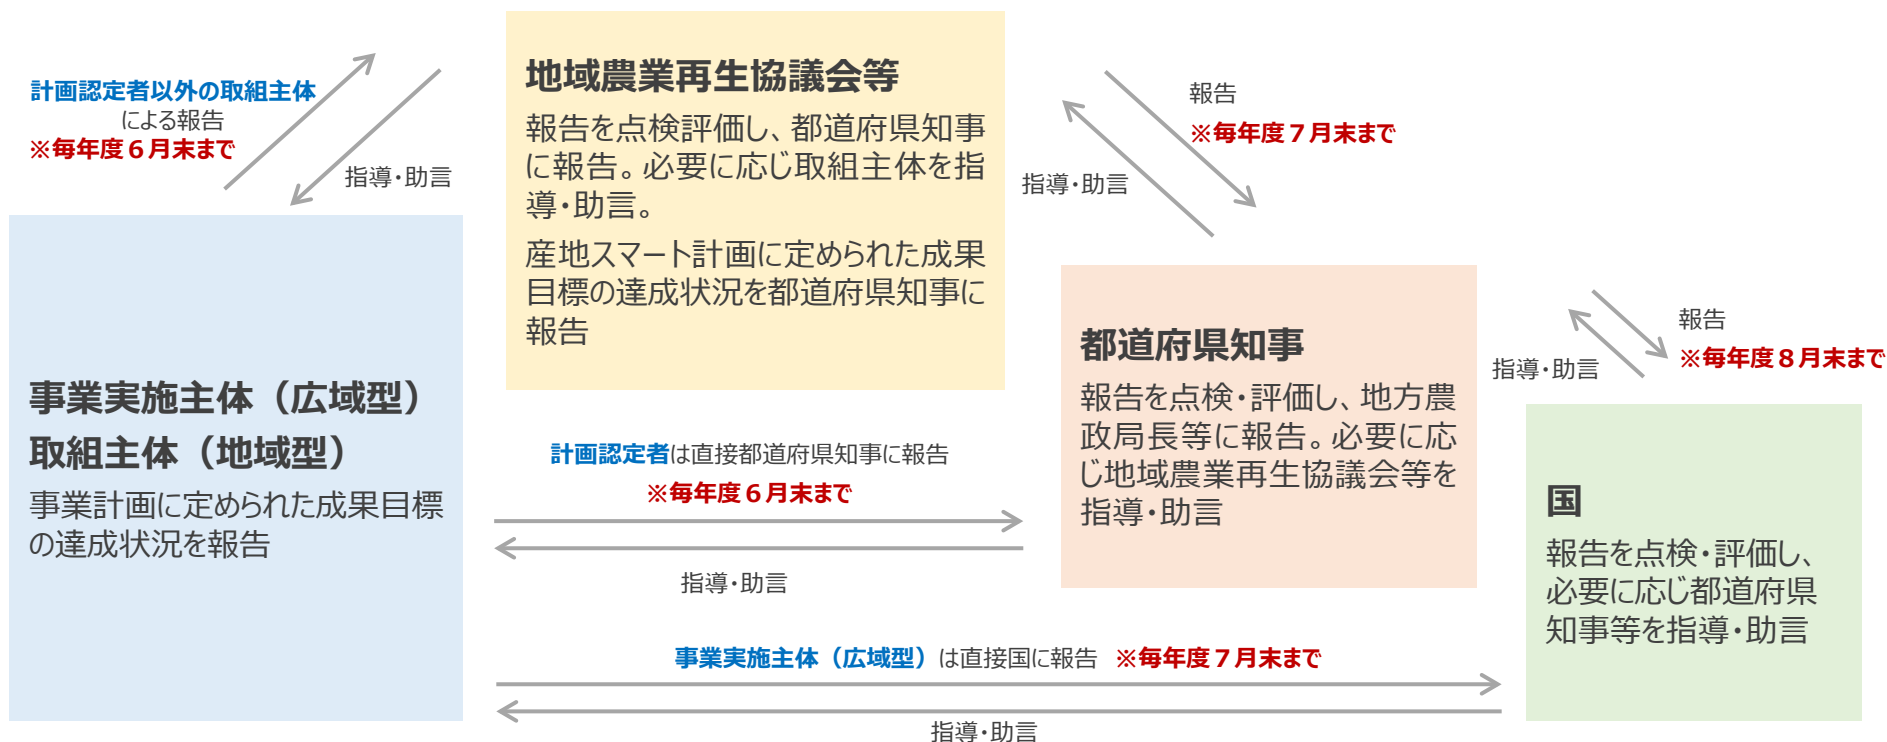 計画認定者以外の取組主体
による報告
※毎年度６月末まで
指導・助言
地域農業再生協議会等
報告を点検評価し、都道府県知事
に報告。必要に応じ取組主体を指
導・助言。
産地スマート計画に定められた成果
目標の達成状況を都道府県知事に
報告
報告
※毎年度７月末まで
指導・助言
事業実施主体（広域型）
取組主体（地域型）
事業計画に定められた成果目標
の達成状況を報告
計画認定者は直接都道府県知事に報告
※毎年度６月末まで
指導・助言
都道府県知事
報告を点検・評価し、地方農
政局長等に報告。必要に応
じ地域農業再生協議会等を
指導・助言
報告
※毎年度８月末まで
指導・助言
国
報告を点検・評価し、
必要に応じ都道府県
知事等を指導・助言
事業実施主体（広域型）は直接国に報告 ※毎年度７月末まで
指導・助言